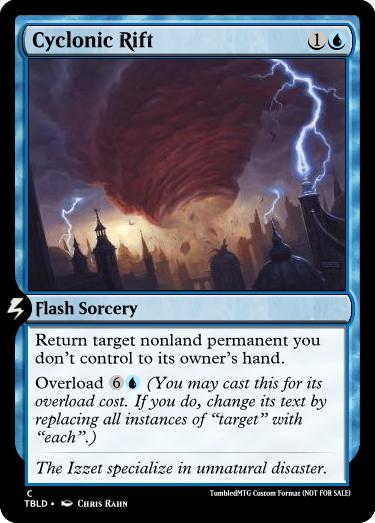 Cyclonic Rift 1
Flash Sorcery
Return target nonland permanent you
don't control to its owner's hand.
Overload 6 (You may cast this for its
overload cost. If you do, change its text by
replacing all instances of “target” with
“each”.)
The Izzet specialize in unnatural disaster.
C
TBLD • Chris Rahn
TumbledMTG Custom Format (NOT FOR SALE)